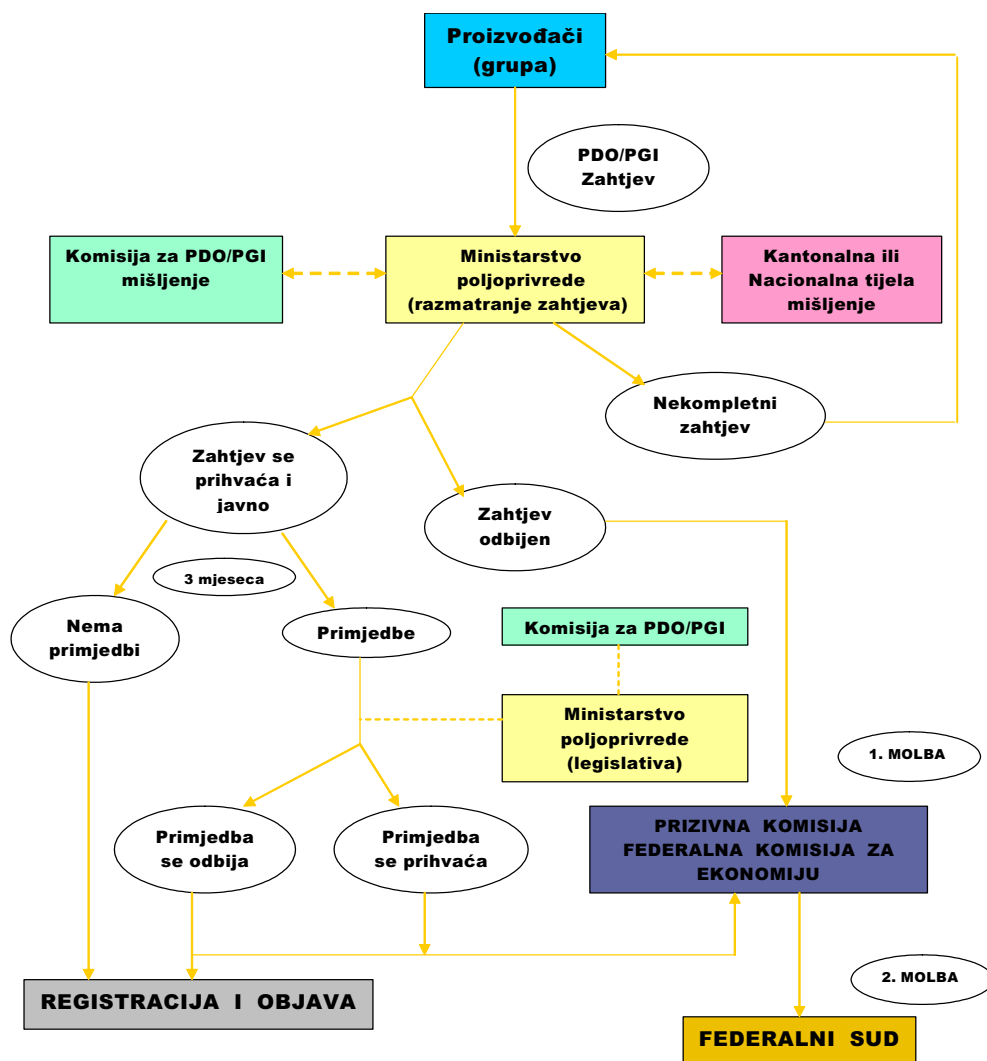 Proizvođači
(grupa)
PDO/PGI
Zahtjev
Komisija za PDO/PGI
mišljenje
Ministarstvo
poljoprivrede
(razmatranje zahtjeva)
Kantonalna ili
Nacionalna tijela
mišljenje
Nekompletni
zahtjev
Zahtjev se
prihvaća i
javno
Zahtjev
odbijen
3 mjeseca
Nema
primjedbi
Primjedbe
Komisija za PDO/PGI
Ministarstvo
poljoprivrede
(legislativa)
1. MOLBA
Primjedba
se odbija
Primjedba
se prihvaća
PRIZIVNA KOMISIJA
FEDERALNA KOMISIJA ZA
EKONOMIJU
REGISTRACIJA I OBJAVA
2. MOLBA
FEDERALNI SUD